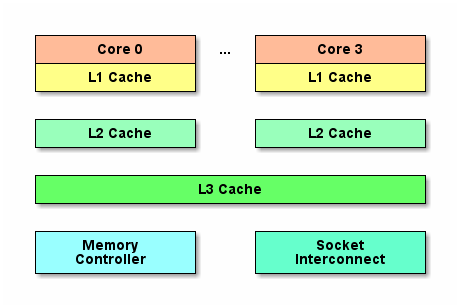 Core 0 ... Core 3
L1 Cache L1 Cache
L2 Cache L2 Cache
L3 Cache
Memory
Controller
Socket
Interconnect